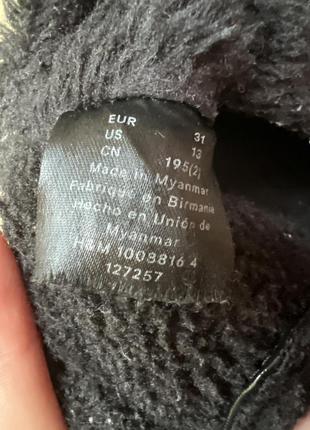 EUR 31
US 13
CN 195(2)
Made in Myanmar
Fabriqué en Birmanie
Hecho en Unión de
Myanmar
H&M 1008816 4
127257